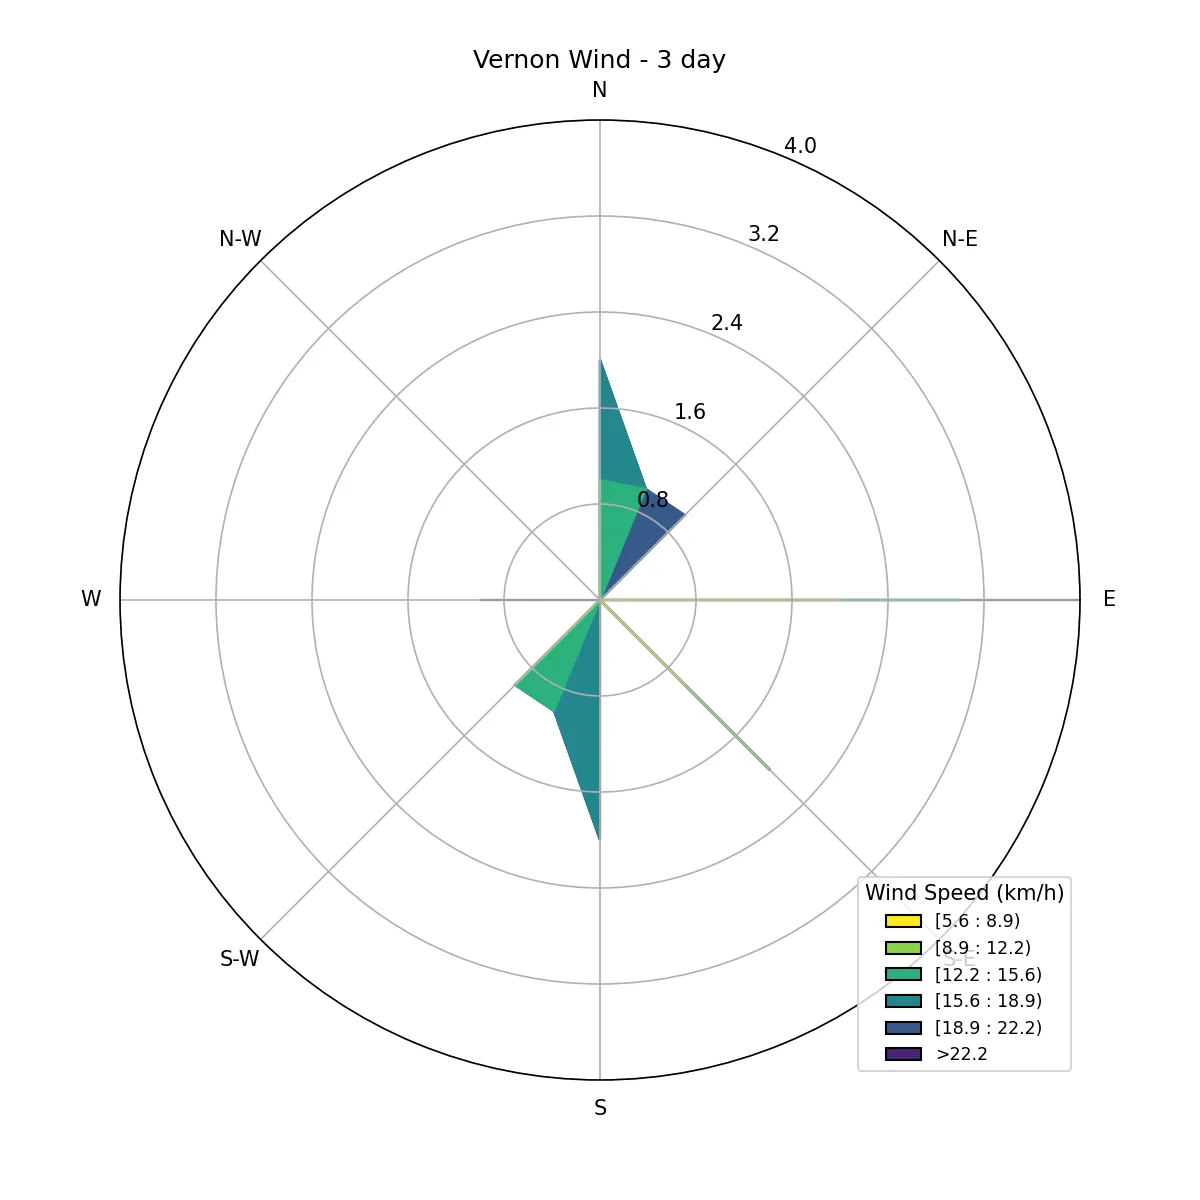 Vernon Wind - 3 day
N
4.0
N-W
3.2
N-E
2.4
1.6
0.8
W
E
Wind Speed (km/h)
[5.6 : 8.9)
[8.9 : 12.2)
S-W
S-E
[12.2 : 15.6)
[15.6 : 18.9)
[18.9 : 22.2)
>22.2
S